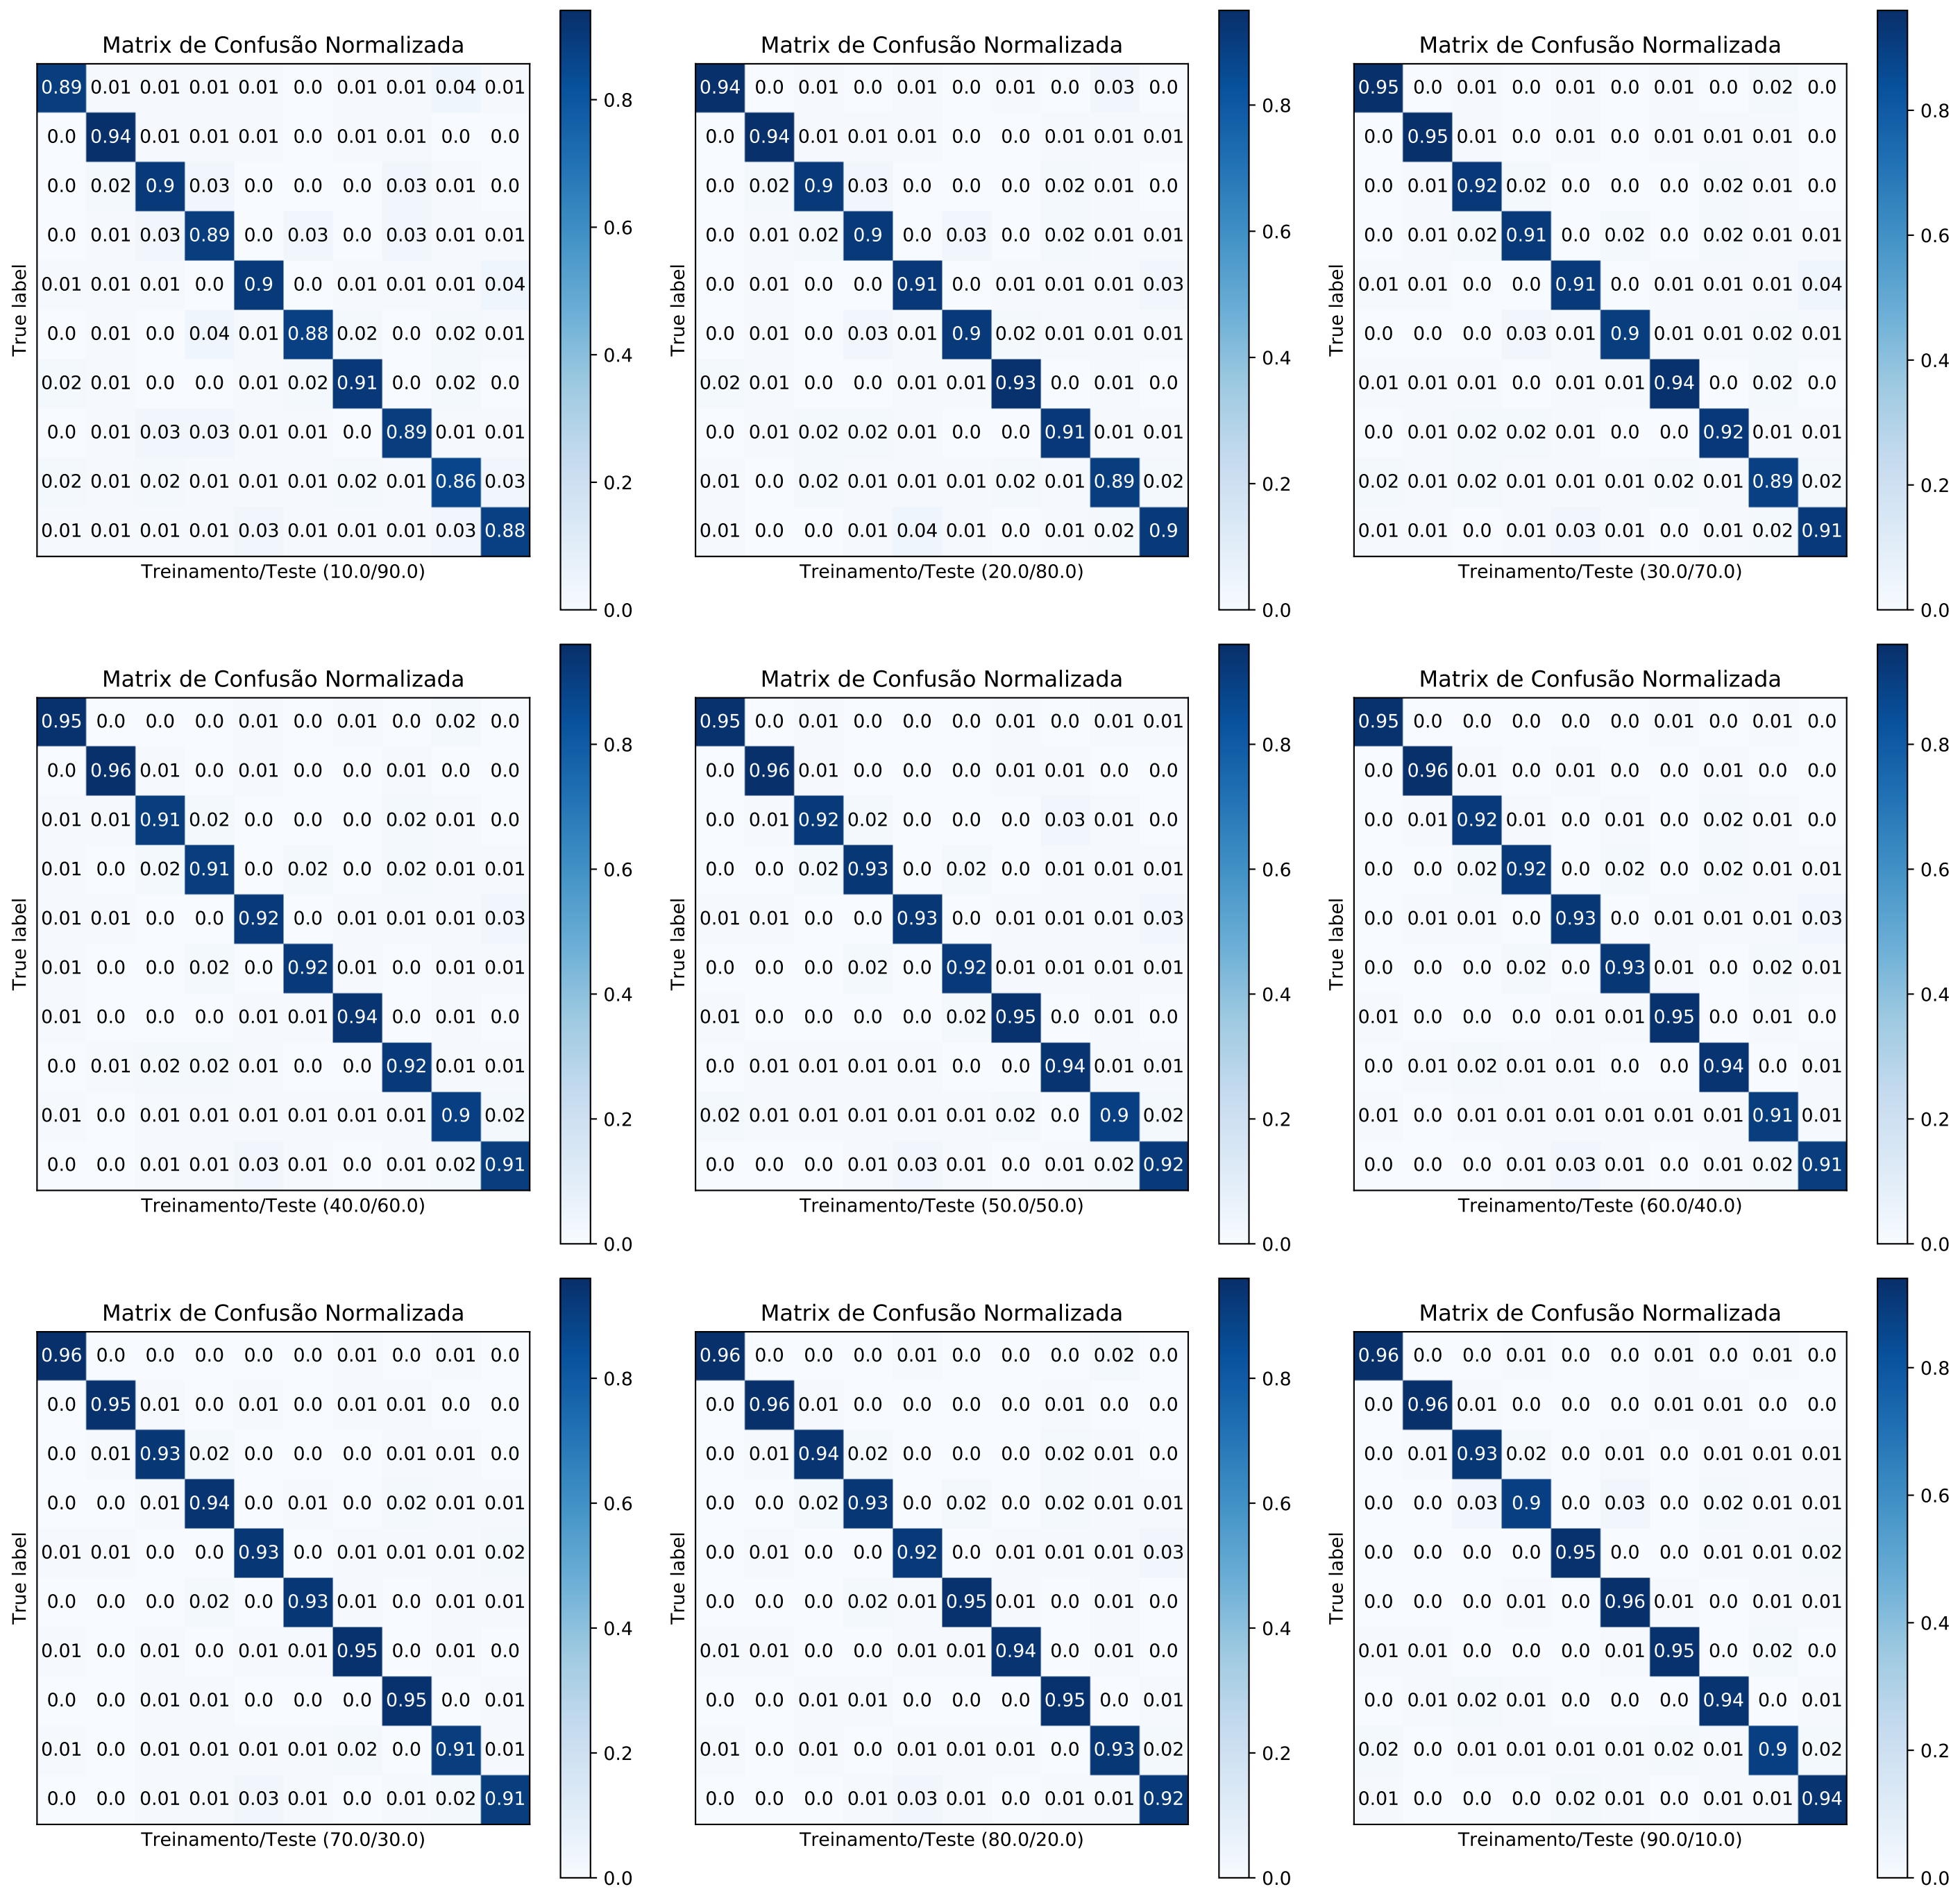 Matrix de Confusão Normalizada
0.89 0.01 0.01 0.01 0.01 0.0 0.01 0.01 0.04 0.01
0.0 0.94 0.01 0.01 0.01 0.0 0.01 0.01 0.0 0.0
0.0 0.02 0.9 0.03 0.0 0.0 0.0 0.03 0.01 0.0
0.0 0.01 0.03 0.89 0.0 0.03 0.0 0.03 0.01 0.01
0.01 0.01 0.01 0.0 0.9 0.0 0.01 0.01 0.01 0.04
0.0 0.01 0.0 0.04 0.01 0.88 0.02 0.0 0.02 0.01
0.02 0.01 0.0 0.0 0.01 0.02 0.91 0.0 0.02 0.0
0.0 0.01 0.03 0.03 0.01 0.01 0.0 0.89 0.01 0.01
0.02 0.01 0.02 0.01 0.01 0.01 0.02 0.01 0.86 0.03
0.01 0.01 0.01 0.01 0.03 0.01 0.01 0.01 0.03 0.88
True label
Treinamento/Teste (10.0/90.0)
0.8
0.6
0.4
0.2
0.0
Matrix de Confusão Normalizada
0.94 0.0 0.01 0.0 0.01 0.0 0.01 0.0 0.03 0.0
0.0 0.94 0.01 0.01 0.01 0.0 0.0 0.01 0.01 0.01
0.0 0.02 0.9 0.03 0.0 0.0 0.0 0.02 0.01 0.0
0.0 0.01 0.02 0.9 0.0 0.03 0.0 0.02 0.01 0.01
0.01 0.01 0.0 0.0 0.91 0.0 0.01 0.01 0.01 0.03
0.0 0.0 0.0 0.03 0.01 0.9 0.02 0.01 0.02 0.01
0.02 0.01 0.0 0.0 0.01 0.01 0.93 0.0 0.01 0.0
0.0 0.01 0.02 0.02 0.01 0.0 0.0 0.91 0.01 0.01
0.01 0.0 0.02 0.01 0.01 0.01 0.02 0.01 0.89 0.02
0.01 0.0 0.0 0.01 0.04 0.01 0.0 0.01 0.02 0.9
True label
Treinamento/Teste (20.0/80.0)
0.8
0.6
0.4
0.2
0.0
Matrix de Confusão Normalizada
0.95 0.0 0.01 0.0 0.01 0.0 0.01 0.0 0.02 0.0
0.0 0.95 0.01 0.0 0.01 0.0 0.0 0.01 0.01 0.01
0.0 0.01 0.92 0.02 0.0 0.0 0.0 0.02 0.01 0.0
0.0 0.01 0.02 0.91 0.0 0.02 0.0 0.02 0.01 0.01
0.01 0.01 0.0 0.0 0.91 0.0 0.01 0.01 0.01 0.04
0.0 0.0 0.0 0.03 0.01 0.9 0.01 0.01 0.02 0.01
0.01 0.01 0.01 0.0 0.01 0.01 0.94 0.0 0.02 0.0
0.0 0.01 0.02 0.02 0.01 0.0 0.0 0.92 0.01 0.01
0.02 0.01 0.02 0.01 0.01 0.01 0.02 0.01 0.89 0.02
0.01 0.01 0.0 0.01 0.03 0.01 0.0 0.01 0.02 0.91
True label
Treinamento/Teste (30.0/70.0)
0.8
0.6
0.4
0.2
0.0
Matrix de Confusão Normalizada
0.95 0.0 0.0 0.0 0.01 0.0 0.01 0.0 0.02 0.0
0.0 0.96 0.01 0.0 0.01 0.0 0.0 0.01 0.0 0.0
0.01 0.01 0.91 0.02 0.0 0.0 0.0 0.02 0.01 0.0
0.01 0.0 0.02 0.91 0.0 0.02 0.0 0.02 0.01 0.01
0.01 0.01 0.0 0.0 0.92 0.0 0.01 0.01 0.01 0.03
0.01 0.0 0.0 0.02 0.0 0.92 0.01 0.0 0.01 0.01
0.01 0.0 0.0 0.0 0.01 0.01 0.94 0.0 0.01 0.0
0.0 0.01 0.02 0.02 0.01 0.0 0.0 0.92 0.01 0.01
0.01 0.0 0.01 0.01 0.01 0.01 0.01 0.01 0.9 0.02
0.0 0.0 0.01 0.01 0.03 0.01 0.0 0.01 0.02 0.91
True label
Treinamento/Teste (40.0/60.0)
0.8
0.6
0.4
0.2
0.0
Matrix de Confusão Normalizada
0.95 0.0 0.01 0.0 0.0 0.0 0.01 0.0 0.01 0.01
0.0 0.96 0.01 0.0 0.01 0.0 0.01 0.01 0.0 0.0
0.0 0.01 0.92 0.02 0.0 0.0 0.0 0.03 0.01 0.0
0.0 0.0 0.02 0.93 0.0 0.02 0.0 0.01 0.01 0.01
0.01 0.01 0.0 0.0 0.93 0.0 0.01 0.01 0.0 0.03
0.0 0.0 0.0 0.02 0.0 0.92 0.01 0.01 0.01 0.01
0.01 0.0 0.0 0.0 0.0 0.02 0.95 0.0 0.01 0.0
0.0 0.01 0.01 0.01 0.01 0.0 0.0 0.94 0.01 0.01
0.02 0.01 0.01 0.01 0.01 0.01 0.02 0.0 0.9 0.02
0.0 0.0 0.0 0.01 0.03 0.01 0.0 0.01 0.02 0.92
True label
Treinamento/Teste (50.0/50.0)
0.8
0.6
0.4
0.2
0.0
Matrix de Confusão Normalizada
0.95 0.0 0.0 0.0 0.0 0.0 0.01 0.0 0.01 0.0
0.0 0.96 0.01 0.0 0.01 0.0 0.01 0.01 0.0 0.0
0.0 0.01 0.92 0.01 0.0 0.01 0.0 0.02 0.01 0.0
0.0 0.0 0.02 0.92 0.0 0.02 0.0 0.02 0.01 0.01
0.0 0.01 0.01 0.0 0.93 0.0 0.01 0.01 0.01 0.03
0.0 0.0 0.0 0.02 0.0 0.93 0.01 0.0 0.02 0.01
0.01 0.0 0.0 0.0 0.01 0.01 0.95 0.0 0.01 0.0
0.0 0.01 0.02 0.01 0.01 0.0 0.0 0.94 0.0 0.01
0.01 0.0 0.01 0.01 0.01 0.01 0.01 0.01 0.91 0.01
0.0 0.0 0.0 0.01 0.03 0.01 0.0 0.01 0.02 0.91
True label
Treinamento/Teste (60.0/40.0)
0.8
0.6
0.4
0.2
0.0
Matrix de Confusão Normalizada
0.96 0.0 0.0 0.0 0.0 0.0 0.01 0.0 0.01 0.0
0.0 0.95 0.01 0.0 0.01 0.0 0.01 0.01 0.0 0.0
0.0 0.01 0.93 0.02 0.0 0.0 0.0 0.01 0.01 0.0
0.0 0.0 0.01 0.94 0.0 0.01 0.0 0.02 0.01 0.01
0.01 0.01 0.0 0.0 0.93 0.0 0.01 0.01 0.01 0.02
0.0 0.0 0.0 0.02 0.0 0.93 0.01 0.0 0.01 0.01
0.01 0.0 0.01 0.0 0.01 0.01 0.95 0.0 0.01 0.0
0.0 0.0 0.01 0.01 0.0 0.0 0.0 0.95 0.0 0.01
0.01 0.0 0.01 0.01 0.01 0.01 0.02 0.0 0.91 0.01
0.0 0.0 0.01 0.01 0.03 0.01 0.0 0.01 0.02 0.91
True label
Treinamento/Teste (70.0/30.0)
0.8
0.6
0.4
0.2
0.0
Matrix de Confusão Normalizada
0.96 0.0 0.0 0.0 0.01 0.0 0.0 0.0 0.02 0.0
0.0 0.96 0.01 0.0 0.0 0.0 0.0 0.01 0.0 0.0
0.0 0.01 0.94 0.02 0.0 0.0 0.0 0.02 0.01 0.0
0.0 0.0 0.02 0.93 0.0 0.02 0.0 0.02 0.01 0.01
0.0 0.01 0.0 0.0 0.92 0.0 0.01 0.01 0.01 0.03
0.0 0.0 0.0 0.02 0.01 0.95 0.01 0.0 0.01 0.0
0.01 0.01 0.0 0.0 0.01 0.01 0.94 0.0 0.01 0.0
0.0 0.0 0.01 0.01 0.0 0.0 0.0 0.95 0.0 0.01
0.01 0.0 0.01 0.01 0.0 0.01 0.01 0.0 0.93 0.02
0.0 0.0 0.0 0.01 0.03 0.01 0.0 0.01 0.01 0.92
True label
Treinamento/Teste (80.0/20.0)
0.8
0.6
0.4
0.2
0.0
Matrix de Confusão Normalizada
0.96 0.0 0.0 0.01 0.0 0.0 0.01 0.0 0.01 0.0
0.0 0.96 0.01 0.0 0.0 0.0 0.01 0.01 0.0 0.0
0.0 0.01 0.93 0.02 0.0 0.01 0.0 0.01 0.01 0.01
0.0 0.0 0.03 0.9 0.0 0.03 0.0 0.02 0.01 0.01
0.0 0.0 0.0 0.0 0.95 0.0 0.0 0.01 0.01 0.02
0.0 0.0 0.0 0.01 0.0 0.96 0.01 0.0 0.01 0.0
0.01 0.01 0.0 0.0 0.0 0.01 0.95 0.0 0.02 0.0
0.0 0.01 0.02 0.01 0.0 0.0 0.0 0.94 0.0 0.01
0.02 0.0 0.01 0.01 0.01 0.01 0.02 0.01 0.9 0.02
0.01 0.0 0.0 0.0 0.02 0.01 0.0 0.01 0.01 0.94
True label
Treinamento/Teste (90.0/10.0)
0.8
0.6
0.4
0.2
0.0